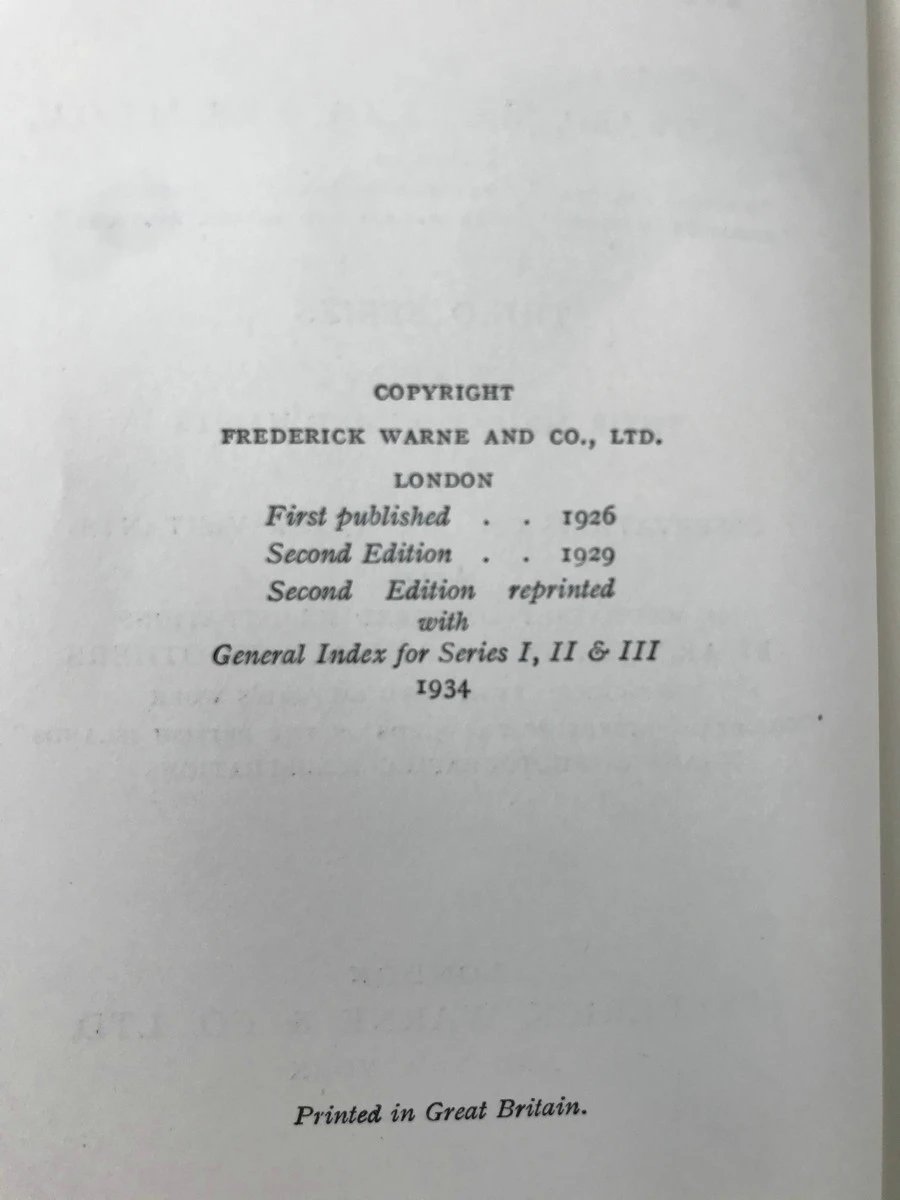 COPYRIGHT
FREDERICK WARNE AND CO., LTD.
LONDON
First published . . 1926
Second Edition . . 1929
Second Edition reprinted
with
General Index for Series I, II & III
1934
Printed in Great Britain.